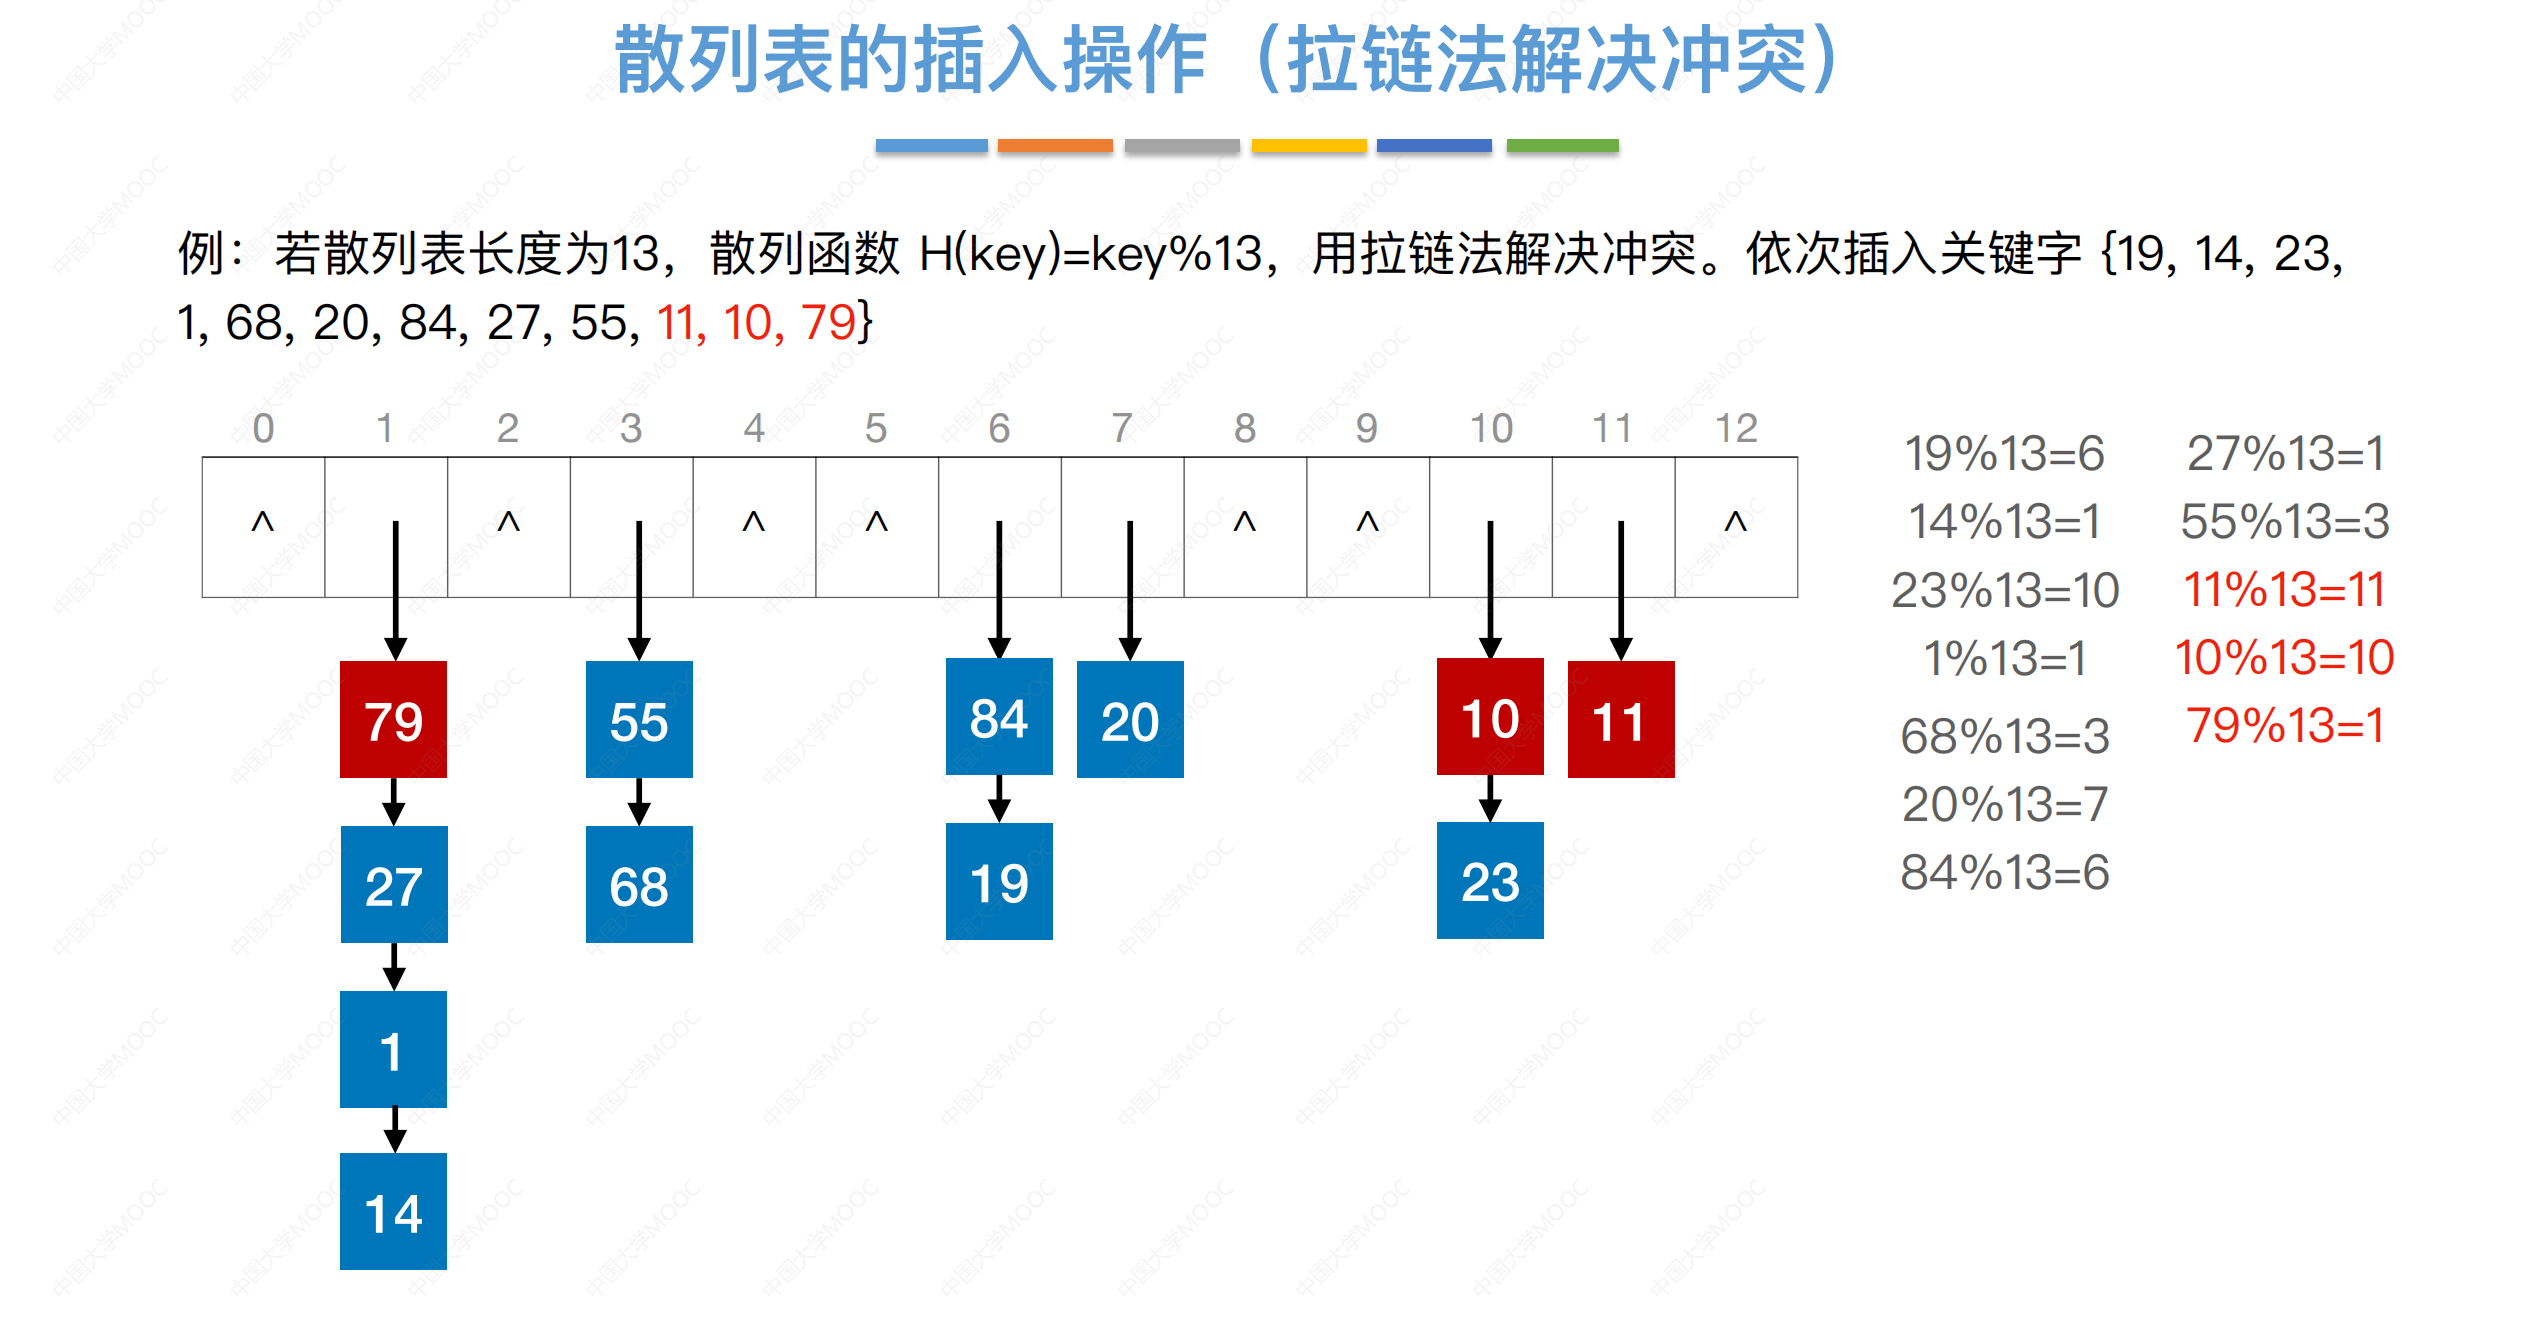 散列表的插入操作（拉链法解决冲突）
例：若散列表长度为13，散列函数 H(key)=key%13，用拉链法解决冲突。依次插入关键字 {19, 14, 23,
1, 68, 20, 84, 27, 55, 11, 10, 79}
0 1 2 3 4 5 6 7 8 9 10 11 12
^ ^ ^ ^ ^ ^ ^
79 55 84 20 10 11
27 68 19 23
1
14
19%13=6
14%13=1
23%13=10
1%13=1
68%13=3
20%13=7
84%13=6
27%13=1
55%13=3
11%13=11
10%13=10
79%13=1
中国大学MOOC